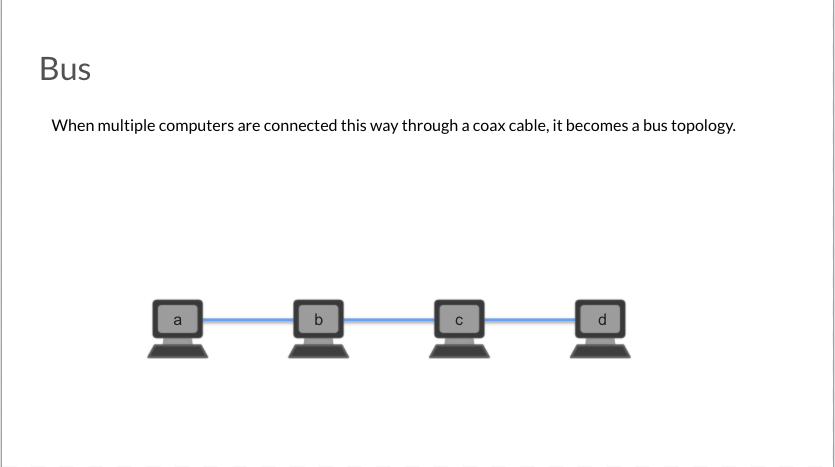 Bus
When multiple computers are connected this way through a coax cable, it becomes a bus topology.
a b c d